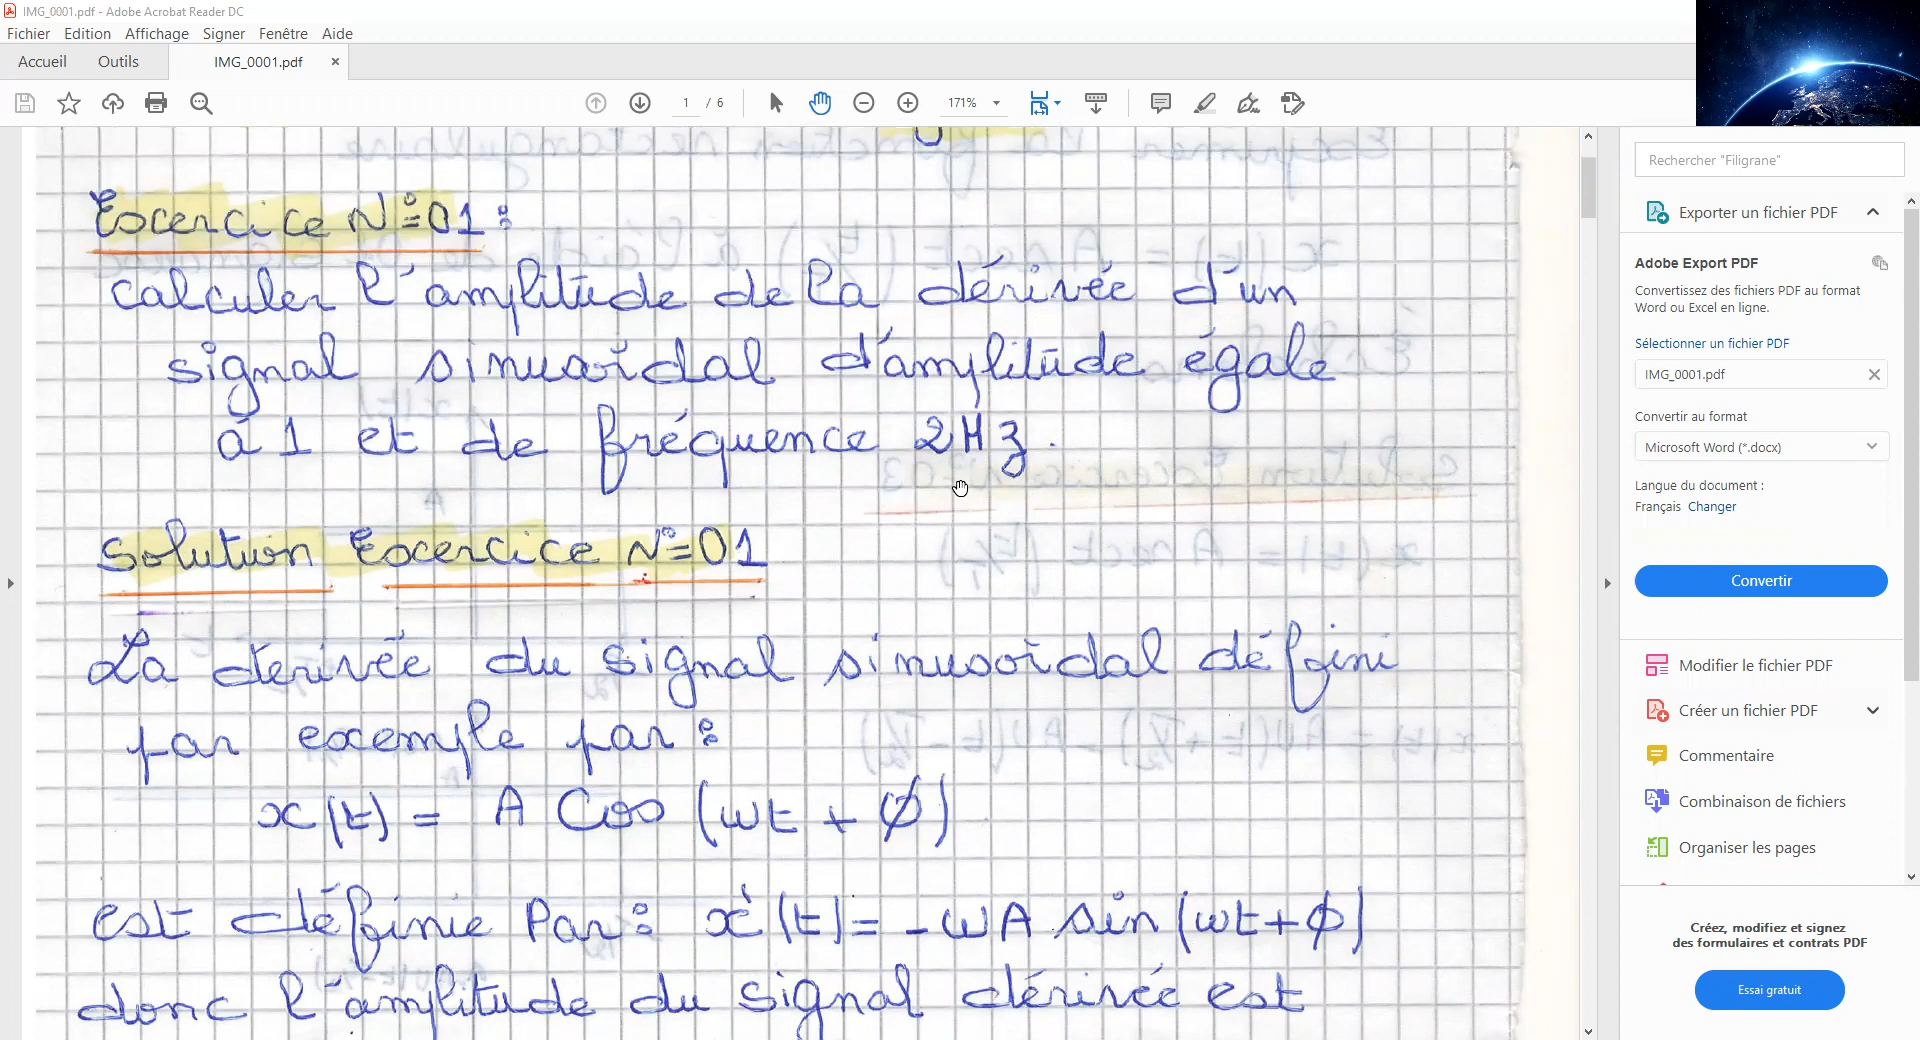 IMG_0001.pdf - Adobe Acrobat Reader DC
Fichier Edition Affichage Signer Fenêtre Aide
Accueil Outils IMG_0001.pdf ×
1 / 6 171%
Exercice N°=01:
calculer l'amplitude de la dérivée d'un
signal sinusoïdal d'amplitude égale
à 1 et de fréquence 2Hz.
Solution Exercice N°=01
La derivée du signal sinusoïdal défini
par exemple par:
x(t) = A Cos (wt + ϕ)
est définie Par: x'(t) = -wA sin(wt+ϕ)
donc l'amplitude du signal dérivée est
Rechercher "Filigrane"
Exporter un fichier PDF
Adobe Export PDF
Convertissez des fichiers PDF au format
Word ou Excel en ligne.
Sélectionner un fichier PDF
IMG_0001.pdf
Convertir au format
Microsoft Word (*.docx)
Langue du document :
Français Changer
Convertir
Modifier le fichier PDF
Créer un fichier PDF
Commentaire
Combinaison de fichiers
Organiser les pages
Créez, modifiez et signez
des formulaires et contrats PDF
Essai gratuit